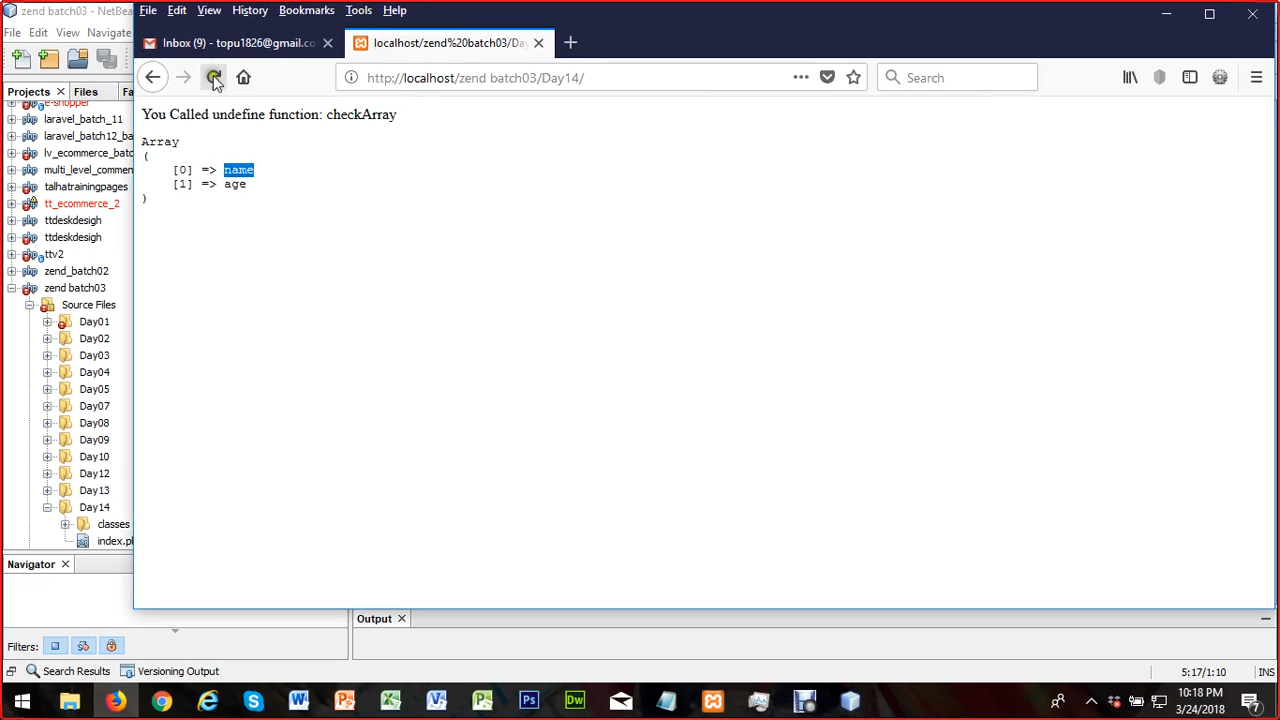 zend batch03 - NetBea
File Edit View Navigate
Projects Files Fa
e-shopper
laravel_batch_11
laravel_batch12_ba
lv_ecommerce_batc
multi_level_commen
talhatrainingpages
tt_ecommerce_2
ttdeskdesigh
ttdeskdesigh
ttv2
zend_batch02
zend batch03
Source Files
Day01
Day02
Day03
Day04
Day05
Day07
Day08
Day09
Day10
Day12
Day13
Day14
classes
index.p
Navigator
Filters:
File Edit View History Bookmarks Tools Help
Inbox (9) - topu1826@gmail.co
localhost/zend%20batch03/Da
http://localhost/zend batch03/Day14/
Search
You Called undefine function: checkArray
Array
(
[0] => name
[1] => age
)
Output
Search Results Versioning Output
5:17/1:10 INS
10:18 PM
3/24/2018
7